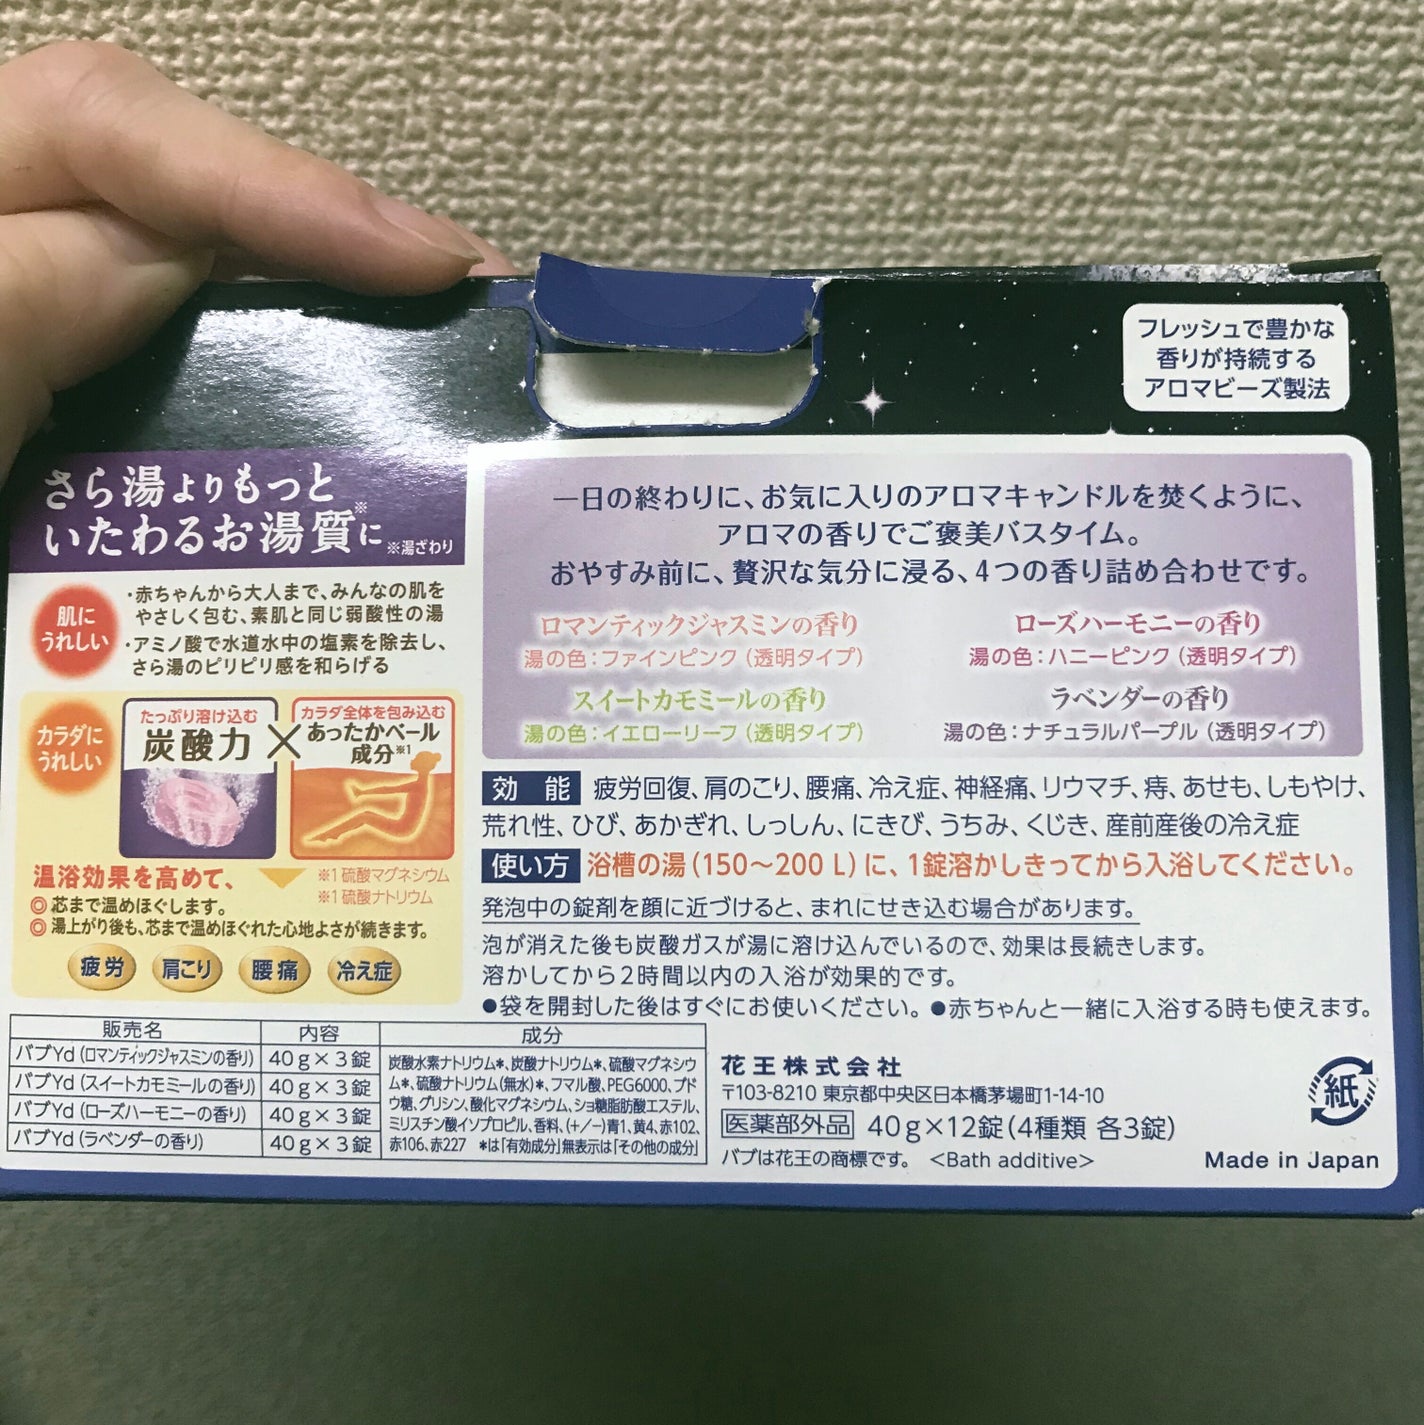 フレッシュで豊かな
香りが持続する
アロマビーズ製法
さら湯よりもっと
いたわるお湯質に※
※湯ざわり
肌に
うれしい
・赤ちゃんから大人まで、みんなの肌を
やさしく包む、素肌と同じ弱酸性の湯
・アミノ酸で水道水中の塩素を除去し、
さら湯のピリピリ感を和らげる
カラダに
うれしい
たっぷり溶け込む
炭酸力
×
カラダ全体を包み込む
あったかベール
成分※1
温浴効果を高めて、
※1 硫酸マグネシウム
※1 硫酸ナトリウム
◎芯まで温めほぐします。
◎湯上がり後も、芯まで温めほぐれた心地よさが続きます。
疲労 肩こり 腰痛 冷え症
一日の終わりに、お気に入りのアロマキャンドルを焚くように、
アロマの香りでご褒美バスタイム。
おやすみ前に、贅沢な気分に浸る、4つの香り詰め合わせです。
ロマンティックジャスミンの香り
湯の色：ファインピンク（透明タイプ）
ローズハーモニーの香り
湯の色：ハニーピンク（透明タイプ）
スイートカモミールの香り
湯の色：イエローリーフ（透明タイプ）
ラベンダーの香り
湯の色：ナチュラルパープル（透明タイプ）
効 能 疲労回復、肩のこり、腰痛、冷え症、神経痛、リウマチ、痔、あせも、しもやけ、
荒れ性、ひび、あかぎれ、しっしん、にきび、うちみ、くじき、産前産後の冷え症
使い方 浴槽の湯（150〜200 L）に、1錠溶かしきってから入浴してください。
発泡中の錠剤を顔に近づけると、まれにせき込む場合があります。
泡が消えた後も炭酸ガスが湯に溶け込んでいるので、効果は長続きします。
溶かしてから2時間以内の入浴が効果的です。
●袋を開封した後はすぐにお使いください。●赤ちゃんと一緒に入浴する時も使えます。
販売名 内容 成分
バブYd（ロマンティックジャスミンの香り） 40g×3錠
バブYd（スイートカモミールの香り） 40g×3錠
バブYd（ローズハーモニーの香り） 40g×3錠
バブYd（ラベンダーの香り） 40g×3錠
炭酸水素ナトリウム＊、炭酸ナトリウム＊、硫酸マグネシウ
ム＊、硫酸ナトリウム（無水）＊、フマル酸、PEG6000、ブド
ウ糖、グリシン、酸化マグネシウム、ショ糖脂肪酸エステル、
ミリスチン酸イソプロピル、香料、（＋/−）青1、黄4、赤102、
赤106、赤227 ＊は「有効成分」無表示は「その他の成分」
花王株式会社
〒103-8210 東京都中央区日本橋茅場町1-14-10
医薬部外品 40g×12錠（4種類 各3錠）
バブは花王の商標です。 <Bath additive>
紙
Made in Japan